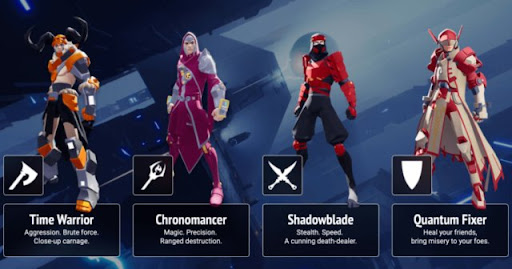 Time Warrior
Aggression. Brute force.
Close-up carnage.
Chronomancer
Magic. Precision.
Ranged destruction.
Shadowblade
Stealth. Speed.
A cunning death-dealer.
Quantum Fixer
Heal your friends,
bring misery to your foes.